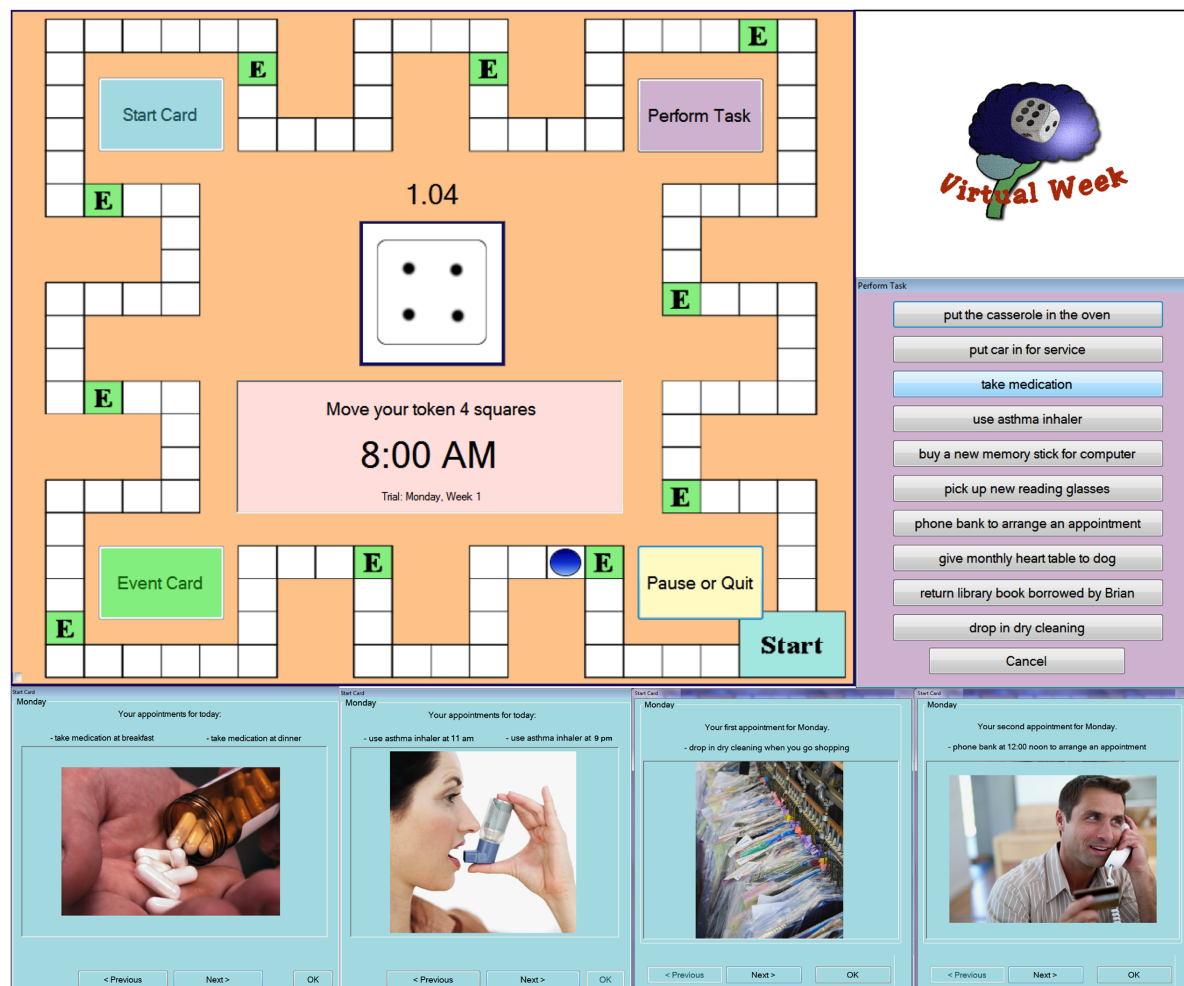 E
E
E
Start Card
Perform Task
E
1.04
E
E
Move your token 4 squares
8:00 AM
Trial: Monday, Week 1
E
E
E
Event Card
Pause or Quit
E
Start
Virtual Week
Perform Task
put the casserole in the oven
put car in for service
take medication
use asthma inhaler
buy a new memory stick for computer
pick up new reading glasses
phone bank to arrange an appointment
give monthly heart table to dog
return library book borrowed by Brian
drop in dry cleaning
Cancel
Start Card
Monday
Your appointments for today:
- take medication at breakfast - take medication at dinner
< Previous Next > OK
Start Card
Monday
Your appointments for today:
- use asthma inhaler at 11 am - use asthma inhaler at 9 pm
< Previous Next > OK
Start Card
Monday
Your first appointment for Monday.
- drop in dry cleaning when you go shopping
< Previous Next > OK
Start Card
Monday
Your second appointment for Monday.
- phone bank at 12:00 noon to arrange an appointment
< Previous Next > OK